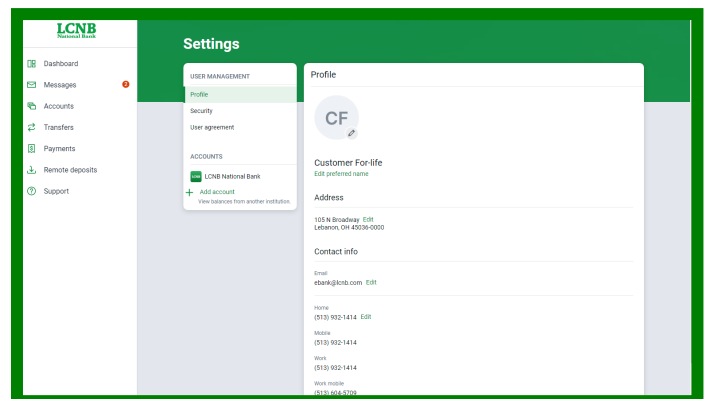 LCNB
National Bank
Dashboard
Messages
2
Accounts
Transfers
Payments
Remote deposits
Support
Settings
USER MANAGEMENT
Profile
Security
User agreement
ACCOUNTS
LCNB
LCNB National Bank
Add account
View balances from another institution.
Profile
CF
Customer For-life
Edit preferred name
Address
105 N Broadway Edit
Lebanon, OH 45036-0000
Contact info
Email
ebank@lcnb.com Edit
Home
(513) 932-1414 Edit
Mobile
(513) 932-1414
Work
(513) 932-1414
Work mobile
(513) 604-5709